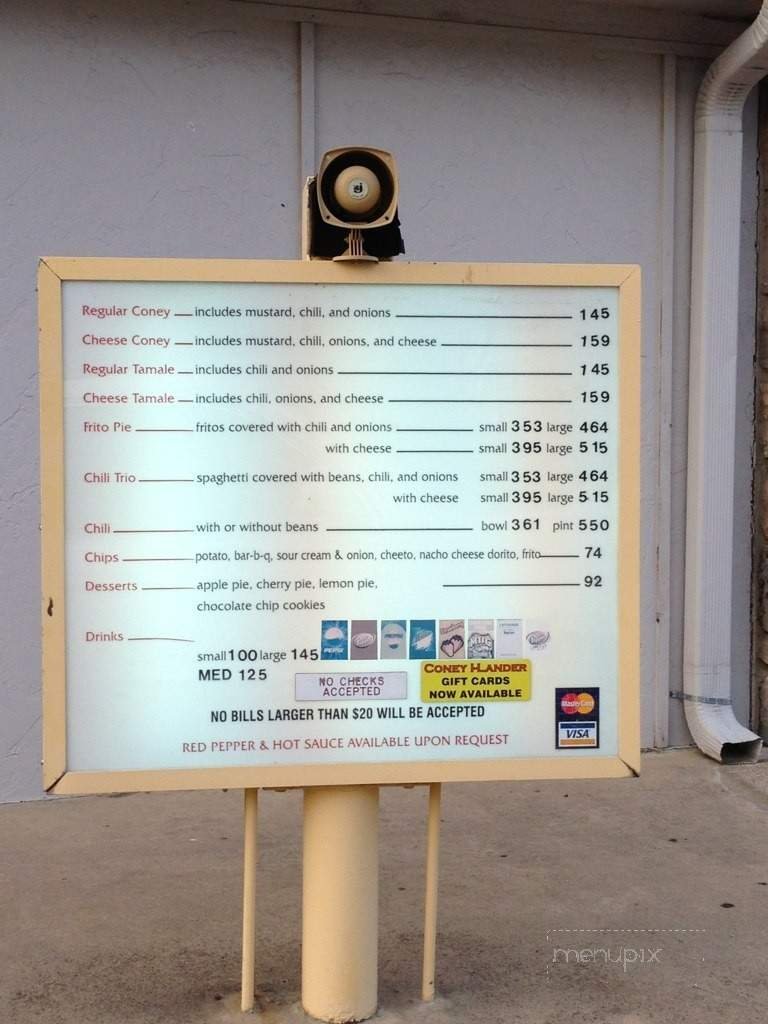 Regular Coney includes mustard, chili, and onions 145
Cheese Coney includes mustard, chili, onions, and cheese 159
Regular Tamale includes chili and onions 145
Cheese Tamale includes chili, onions, and cheese 159
Frito Pie fritos covered with chili and onions small 353 large 464
with cheese small 395 large 515
Chili Trio spaghetti covered with beans, chili, and onions small 353 large 464
with cheese small 395 large 515
Chili with or without beans bowl 361 pint 550
Chips potato, bar-b-q, sour cream & onion, cheeto, nacho cheese dorito, frito 74
Desserts apple pie, cherry pie, lemon pie, 92
chocolate chip cookies
Drinks
small 100 large 145
PEPSI
MED 125
NO CHECKS
ACCEPTED
CONEY I-LANDER
GIFT CARDS
NOW AVAILABLE
NO BILLS LARGER THAN $20 WILL BE ACCEPTED
MasterCard
VISA
RED PEPPER & HOT SAUCE AVAILABLE UPON REQUEST
menupix